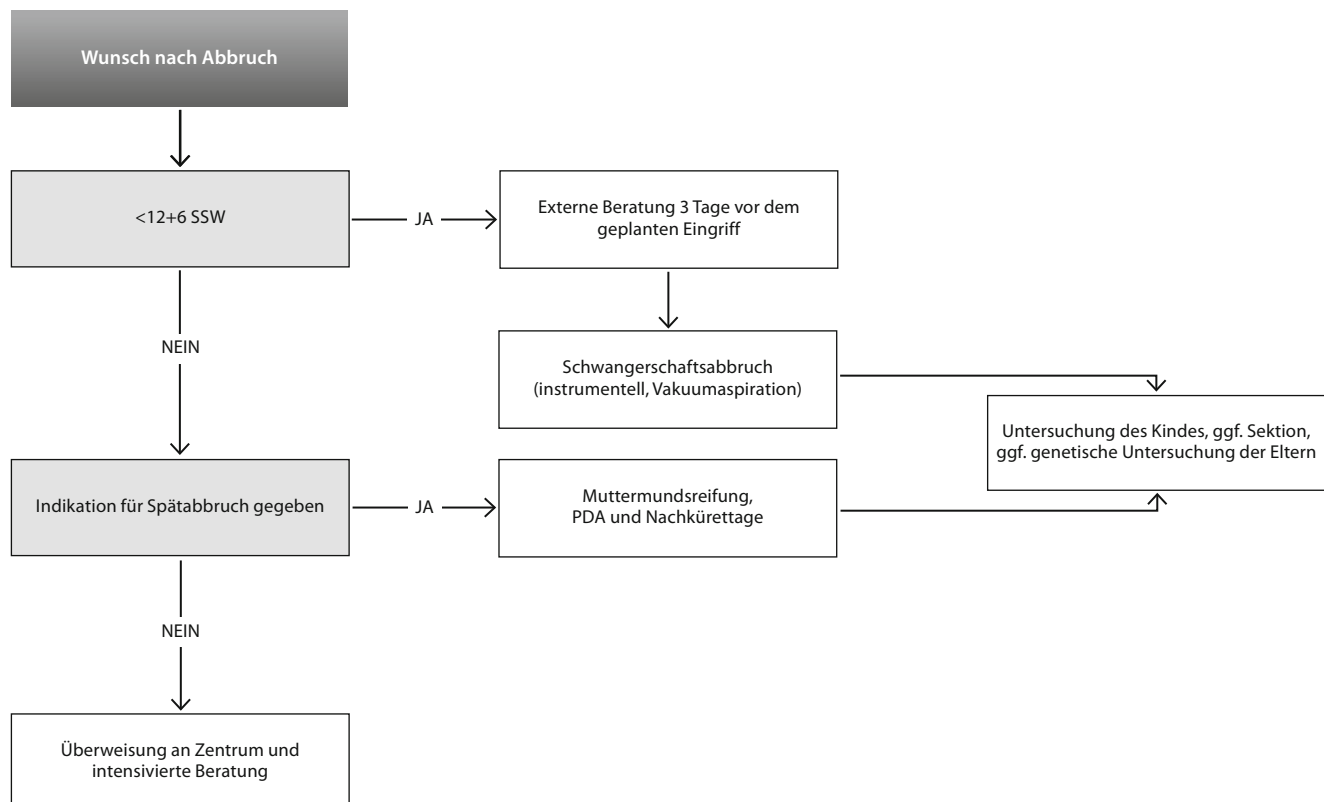 Wunsch nach Abbruch
<12+6 SSW
JA
Externe Beratung 3 Tage vor dem
geplanten Eingriff
NEIN
Schwangerschaftsabbruch
(instrumentell, Vakuumaspiration)
Untersuchung des Kindes, ggf. Sektion,
ggf. genetische Untersuchung der Eltern
Indikation für Spätabbruch gegeben
JA
Muttermundsreifung,
PDA und Nachkürettage
NEIN
Überweisung an Zentrum und
intensivierte Beratung